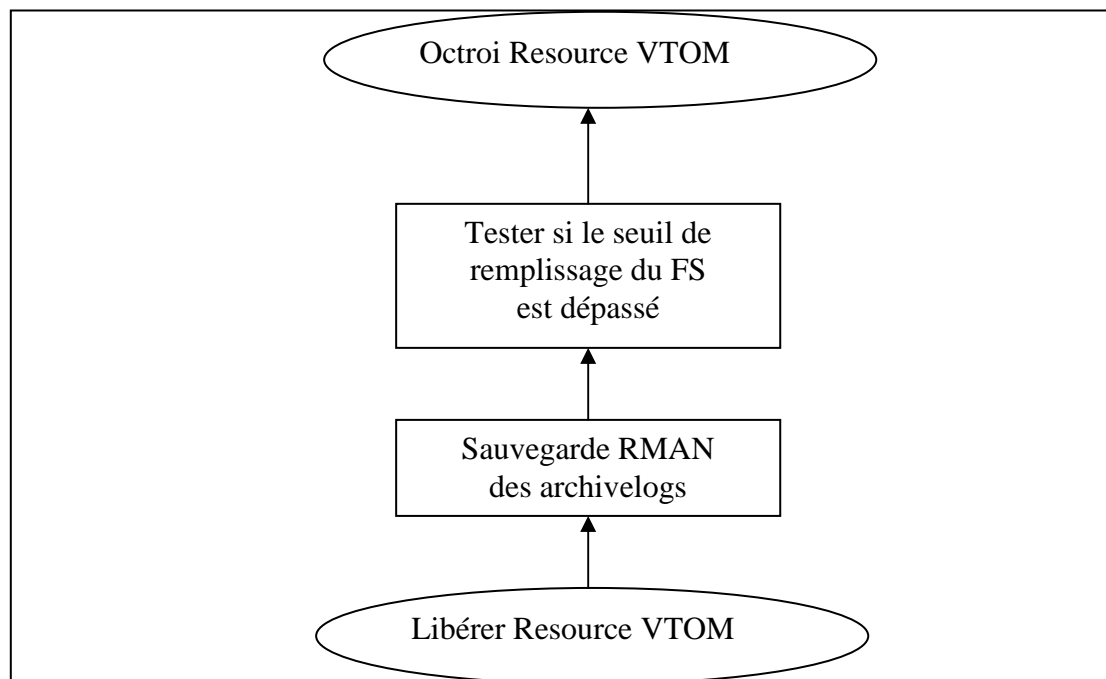 Octroi Resource VTOM
Tester si le seuil de
remplissage du FS
est dépassé
Sauvegarde RMAN
des archivelogs
Libérer Resource VTOM